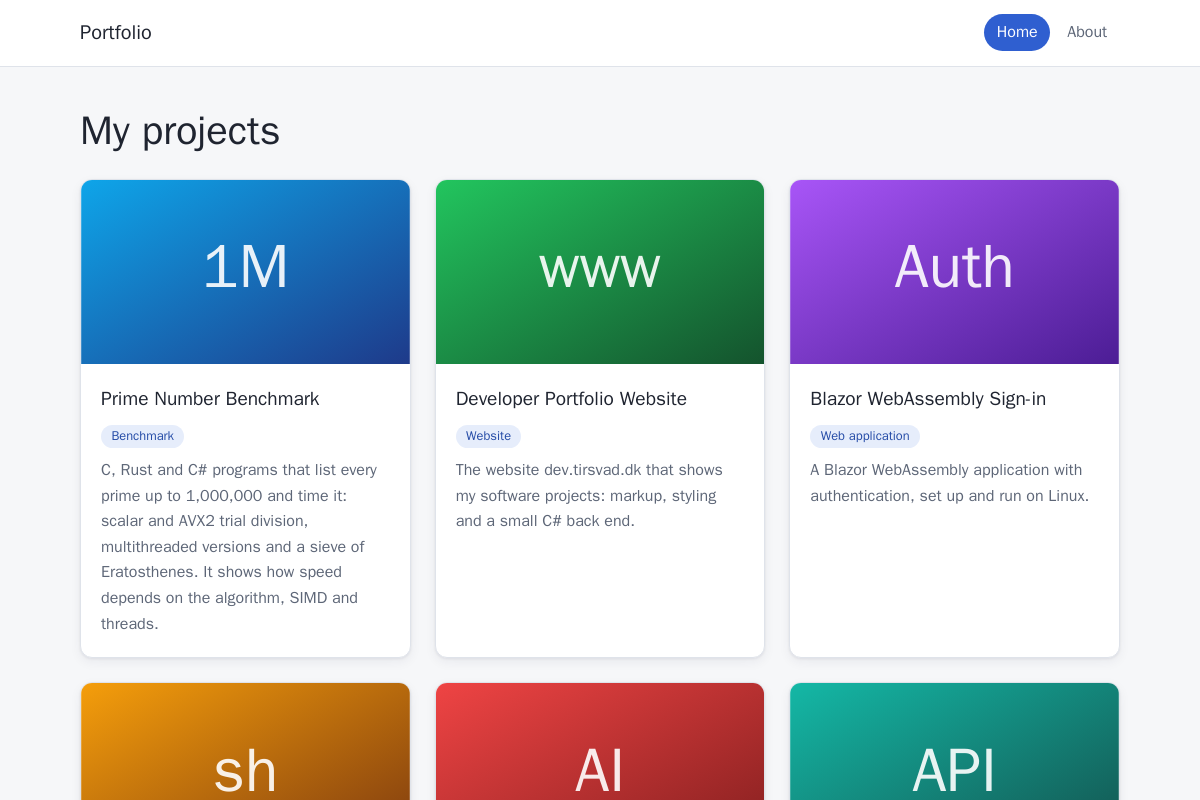 Portfolio
Home
About
My projects
1M
www
Auth
Prime Number Benchmark
Benchmark
C, Rust and C# programs that list every
prime up to 1,000,000 and time it:
scalar and AVX2 trial division,
multithreaded versions and a sieve of
Eratosthenes. It shows how speed
depends on the algorithm, SIMD and
threads.
Developer Portfolio Website
Website
The website dev.tirsvad.dk that shows
my software projects: markup, styling
and a small C# back end.
Blazor WebAssembly Sign-in
Web application
A Blazor WebAssembly application with
authentication, set up and run on Linux.
sh
AI
API